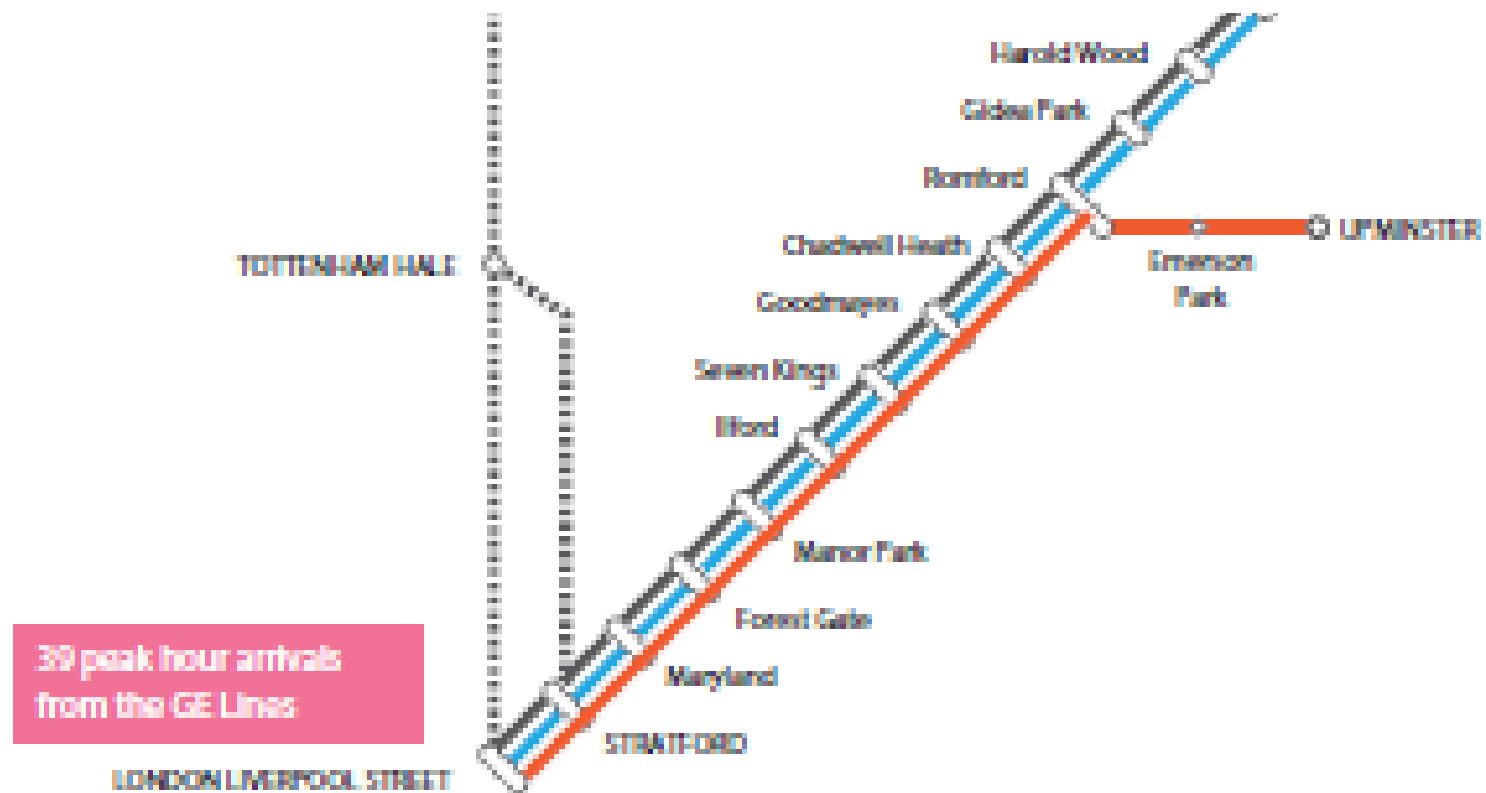 Harold Wood
Gidea Park
Romford
UPMINSTER
Chadwell Heath
Emerson
Park
TOTTENHAM HALE
Goodmayes
Seven Kings
Ilford
Manor Park
Forest Gate
39 peak hour arrivals
Maryland
from the GE Lines
STRATFORD
LONDON LIVERPOOL STREET